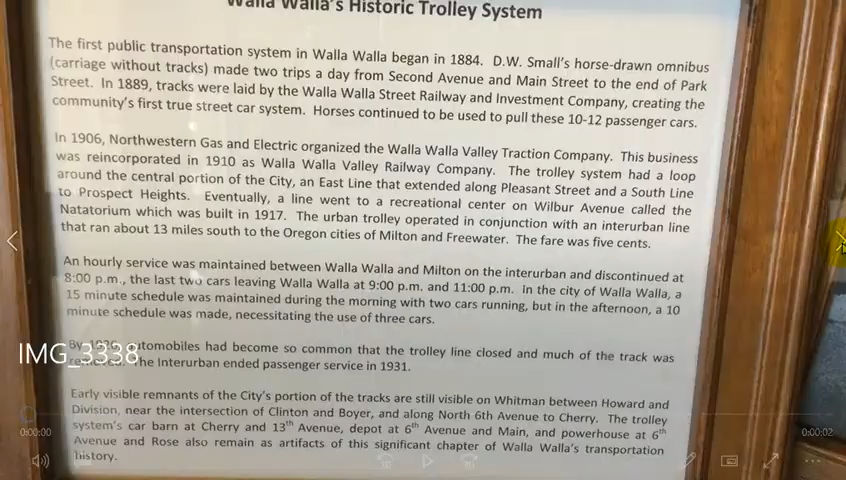 Walla Walla's Historic Trolley System
The first public transportation system in Walla Walla began in 1884. D.W. Small's horse-drawn omnibus
(carriage without tracks) made two trips a day from Second Avenue and Main Street to the end of Park
Street. In 1889, tracks were laid by the Walla Walla Street Railway and Investment Company, creating the
community's first true street car system. Horses continued to be used to pull these 10-12 passenger cars.
In 1906, Northwestern Gas and Electric organized the Walla Walla Valley Traction Company. This business
was reincorporated in 1910 as Walla Walla Valley Railway Company. The trolley system had a loop
around the central portion of the City, an East Line that extended along Pleasant Street and a South Line
to Prospect Heights. Eventually, a line went to a recreational center on Wilbur Avenue called the
Natatorium which was built in 1917. The urban trolley operated in conjunction with an interurban line
that ran about 13 miles south to the Oregon cities of Milton and Freewater. The fare was five cents.
An hourly service was maintained between Walla Walla and Milton on the interurban and discontinued at
8:00 p.m., the last two cars leaving Walla Walla at 9:00 p.m. and 11:00 p.m. In the city of Walla Walla, a
15 minute schedule was maintained during the morning with two cars running, but in the afternoon, a 10
minute schedule was made, necessitating the use of three cars.
By automobiles had become so common that the trolley line closed and much of the track was
The Interurban ended passenger service in 1931.
IMG_3338
Early visible remnants of the City's portion of the tracks are still visible on Whitman between Howard and
Division, near the intersection of Clinton and Boyer, and along North 6th Avenue to Cherry. The trolley
system's car barn at Cherry and 13th Avenue, depot at 6th Avenue and Main, and powerhouse at 6th
Avenue and Rose also remain as artifacts of this significant chapter of Walla Walla's transportation
history.
0:00:00
0:00:02